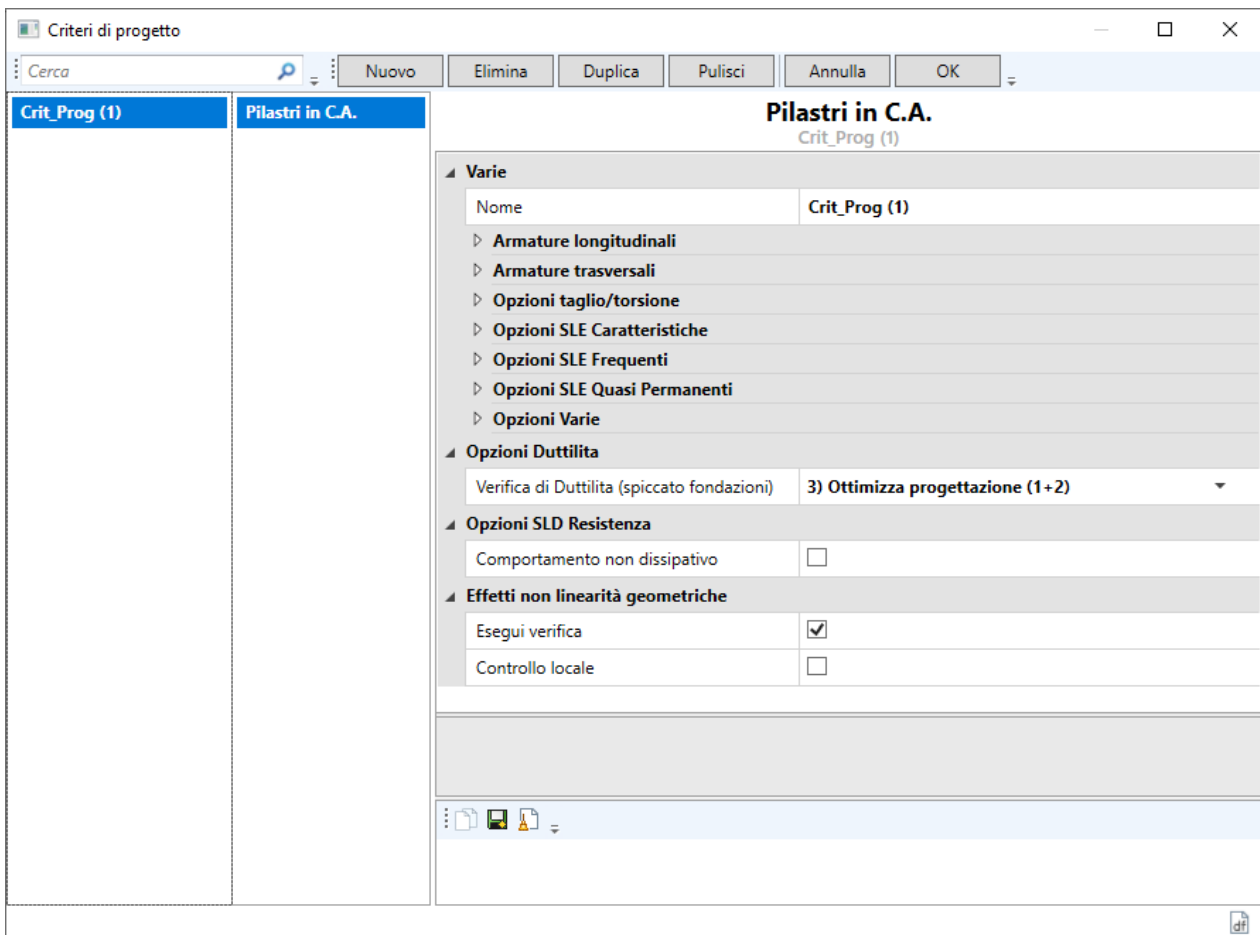 Criteri di progetto
Cerca
Nuovo
Elimina
Duplica
Pulisci
Annulla
OK
Crit_Prog (1)
Pilastri in C.A.
Pilastri in C.A.
Crit_Prog (1)
Varie
Nome Crit_Prog (1)
Armature longitudinali
Armature trasversali
Opzioni taglio/torsione
Opzioni SLE Caratteristiche
Opzioni SLE Frequenti
Opzioni SLE Quasi Permanenti
Opzioni Varie
Opzioni Duttilita
Verifica di Duttilita (spiccato fondazioni) 3) Ottimizza progettazione (1+2)
Opzioni SLD Resistenza
Comportamento non dissipativo
Effetti non linearità geometriche
Esegui verifica
Controllo locale
df